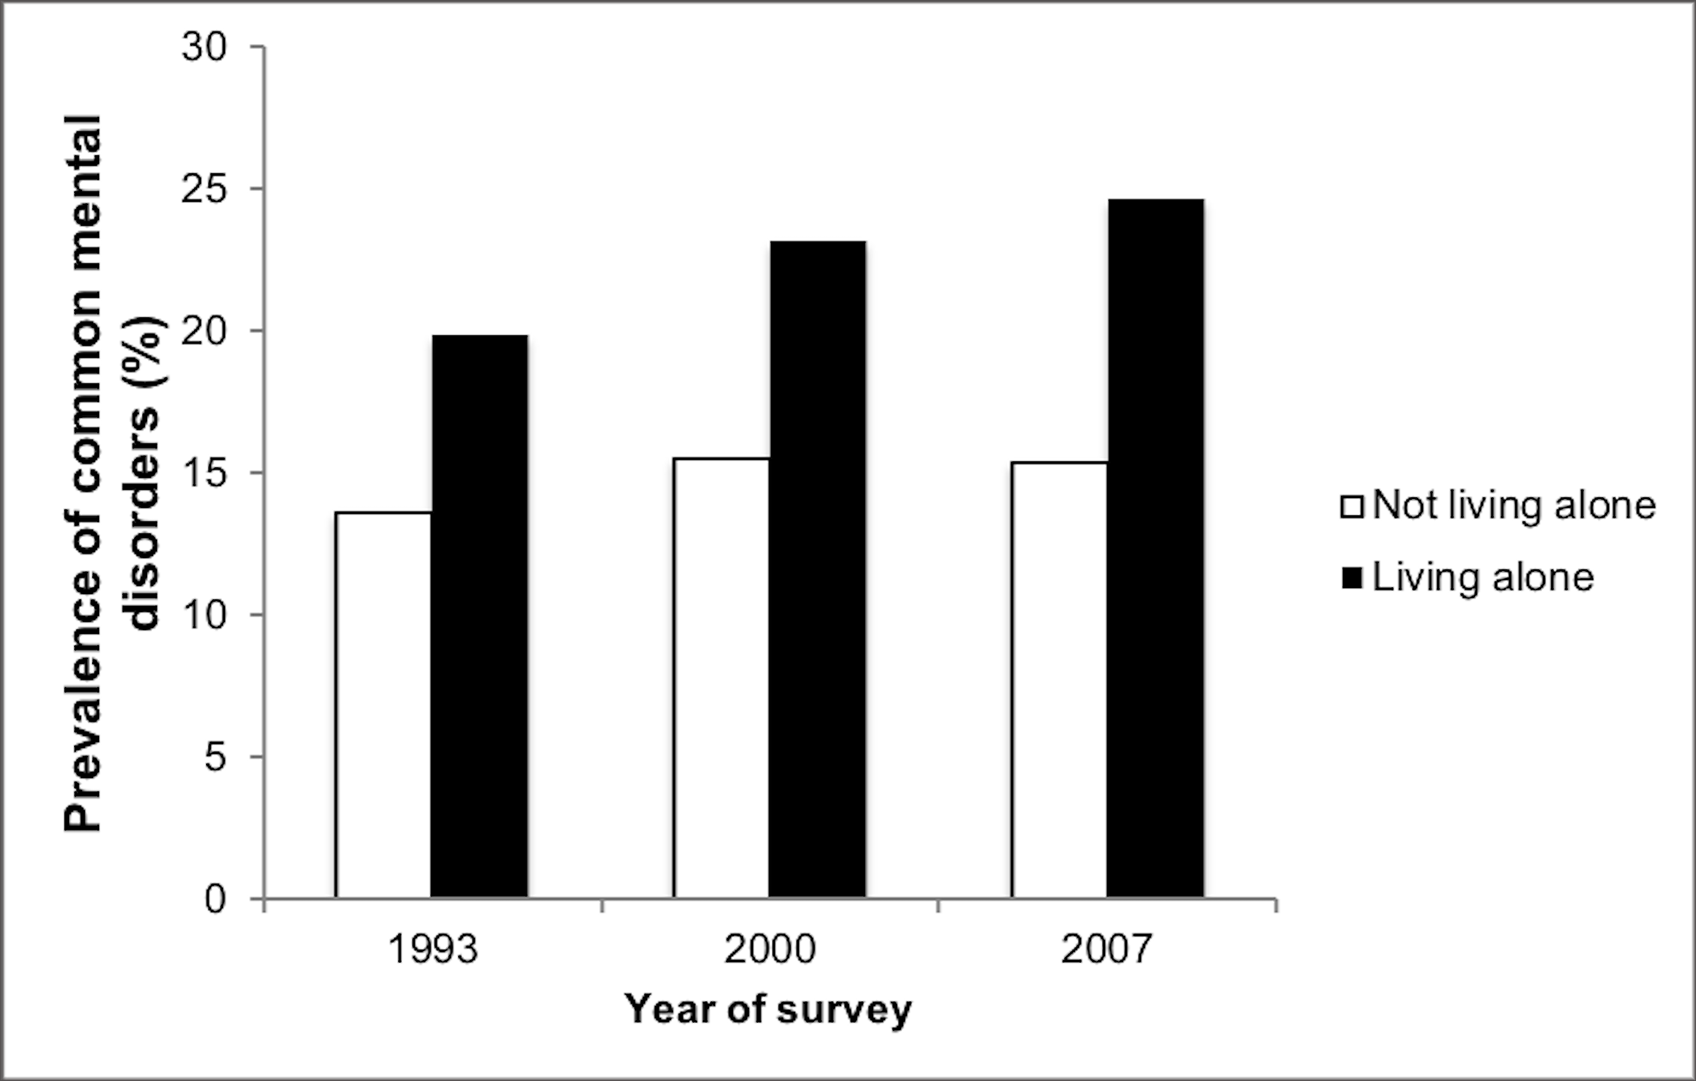 Prevalence of common mental
disorders (%)
30
25
20
15
10
5
0
1993
2000
2007
Year of survey
Not living alone
Living alone